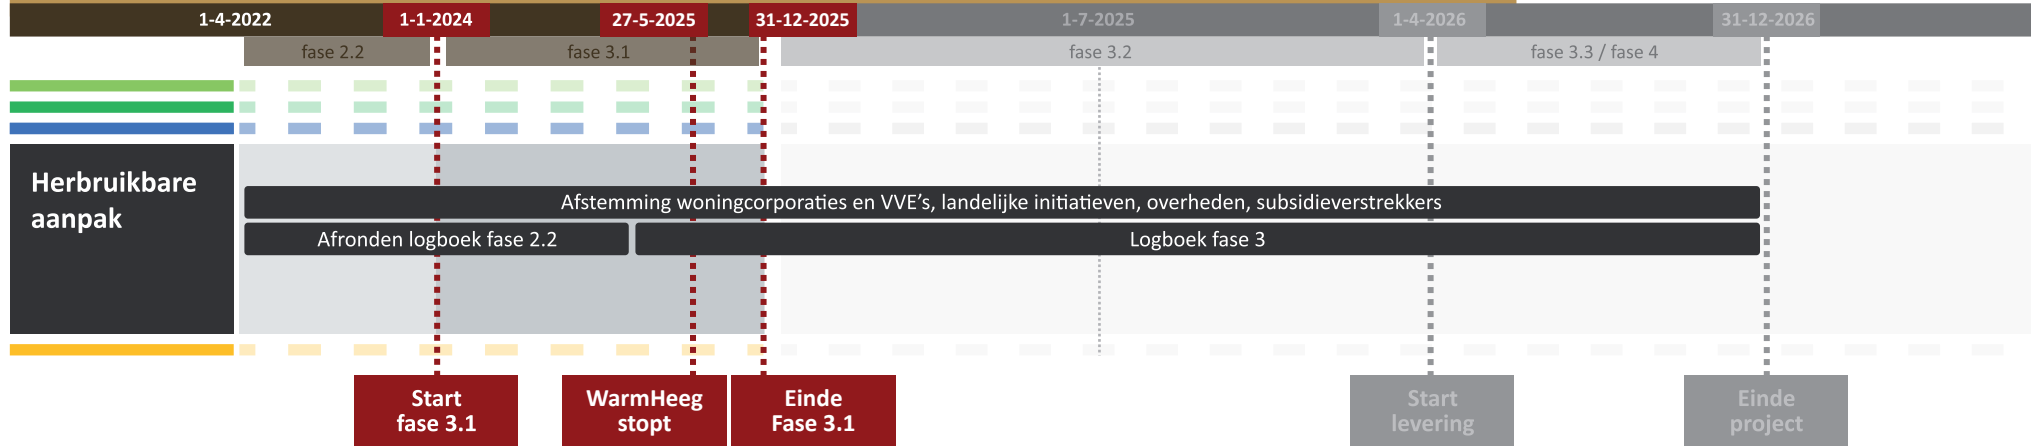 1-4-2022 1-1-2024 27-5-2025 31-12-2025 1-7-2025 1-4-2026 31-12-2026
fase 2.2 fase 3.1 fase 3.2 fase 3.3 / fase 4
Herbruikbare
aanpak
Afstemming woningcorporaties en VVE’s, landelijke initiatieven, overheden, subsidieverstrekkers
Afronden logboek fase 2.2 Logboek fase 3
Start
fase 3.1
WarmHeeg
stopt
Einde
Fase 3.1
Start
levering
Einde
project